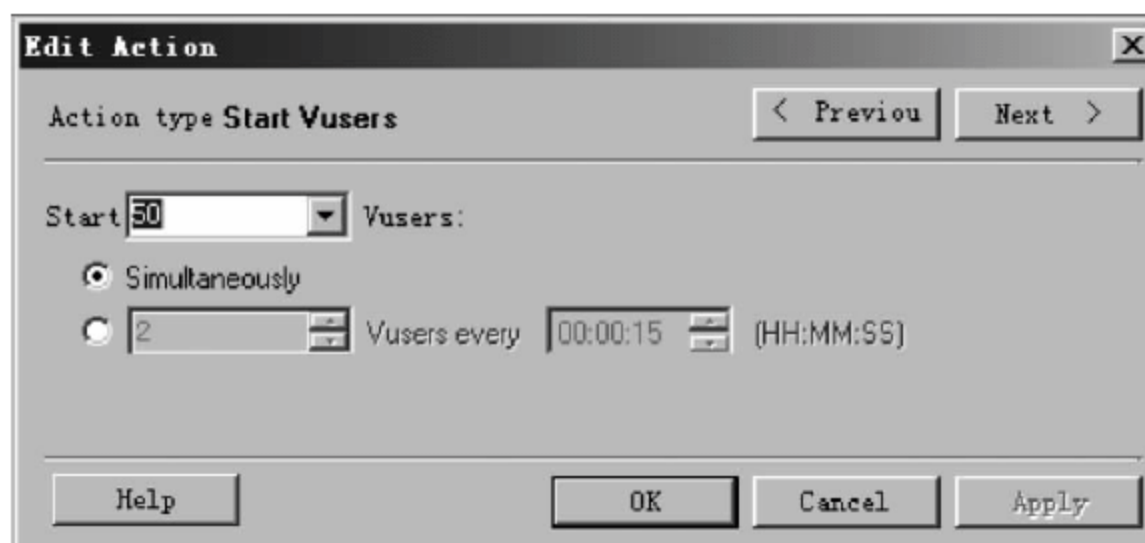 Edit Action
Action type Start Vusers < Previou Next >
Start 50 Vusers:
Simultaneously
2 Vusers every 00:00:15 (HH:MM:SS)
Help OK Cancel Apply